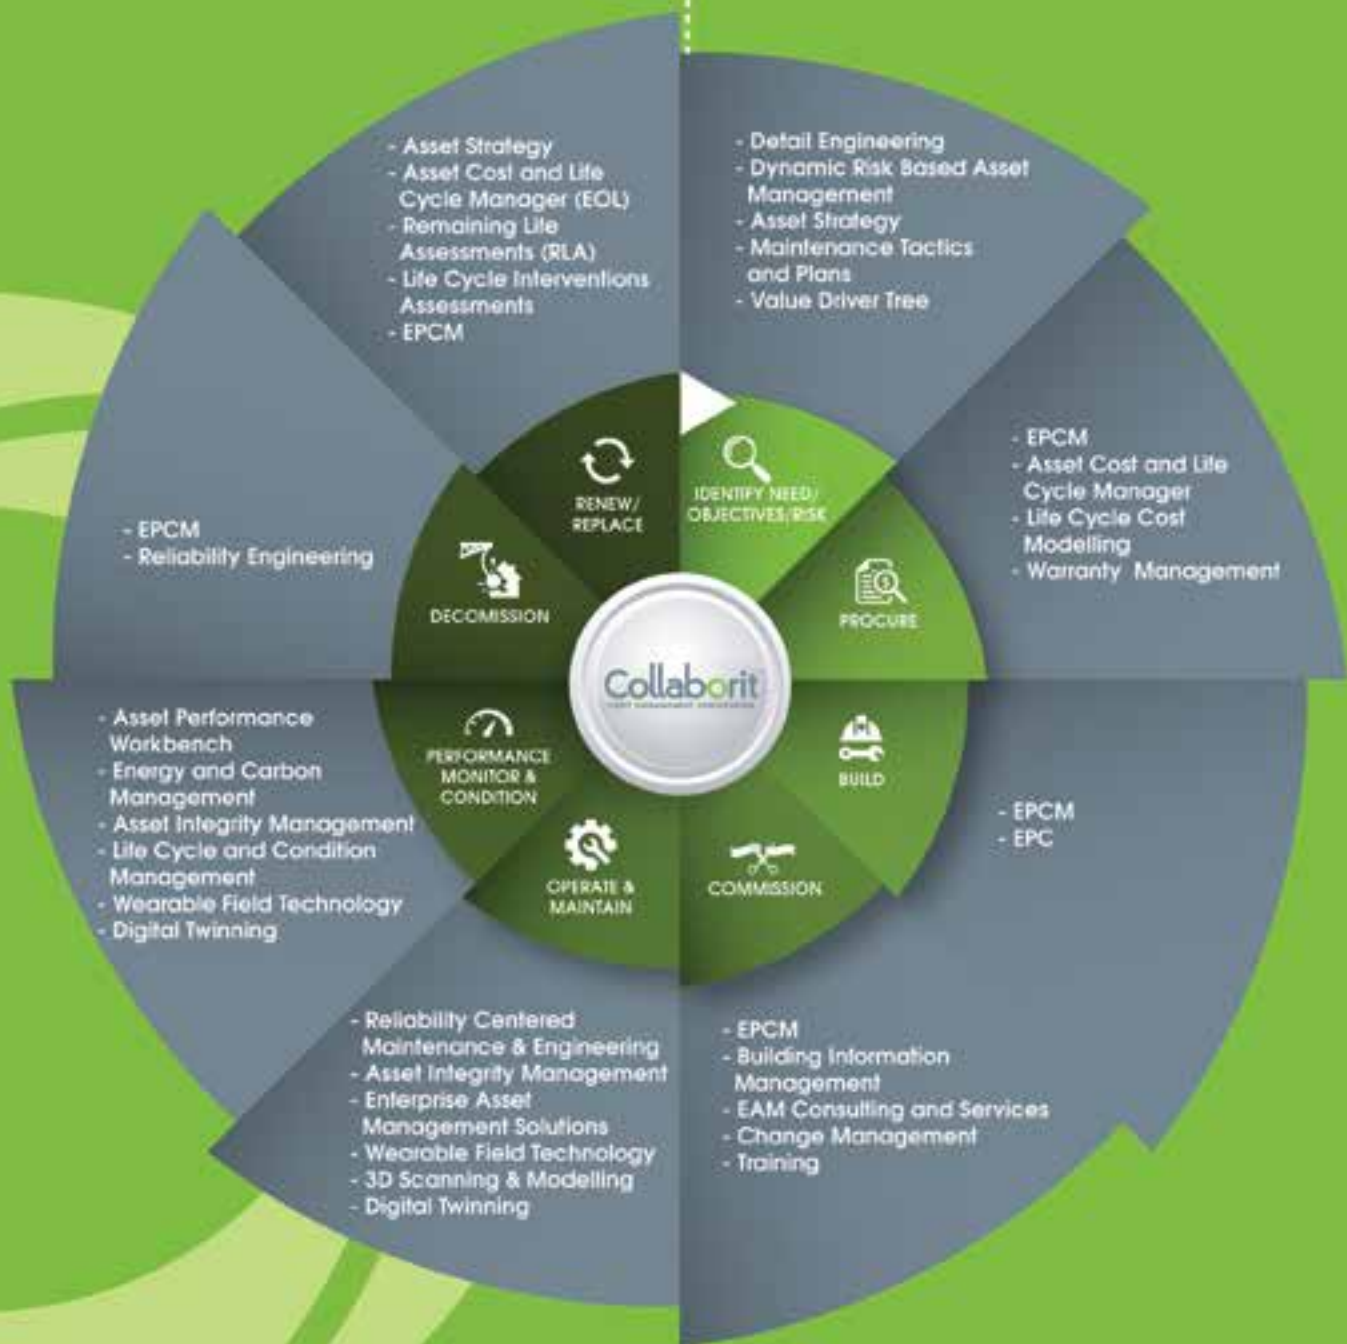 - Detail Engineering
- Dynamic Risk Based Asset
Management
- Asset Strategy
- Maintenance Tactics
and Plans
- Value Driver Tree
- EPCM
- Asset Cost and Life
Cycle Manager
- Life Cycle Cost
Modelling
- Warranty Management
- EPCM
- EPC
- EPCM
- Building Information
Management
- EAM Consulting and Services
- Change Management
- Training
- Reliability Centered
Maintenance & Engineering
- Asset Integrity Management
- Enterprise Asset
Management Solutions
- Wearable Field Technology
- 3D Scanning & Modelling
- Digital Twinning
- Asset Performance
Workbench
- Energy and Carbon
Management
- Asset Integrity Management
- Life Cycle and Condition
Management
- Wearable Field Technology
- Digital Twinning
- EPCM
- Reliability Engineering
- Asset Strategy
- Asset Cost and Life
Cycle Manager (EOL)
- Remaining Life
Assessments (RLA)
- Life Cycle Interventions
Assessments
- EPCM
IDENTIFY NEED/
OBJECTIVES/RISK
PROCURE
BUILD
COMMISSION
OPERATE &
MAINTAIN
PERFORMANCE
MONITOR &
CONDITION
DECOMISSION
RENEW/
REPLACE
Collaborit